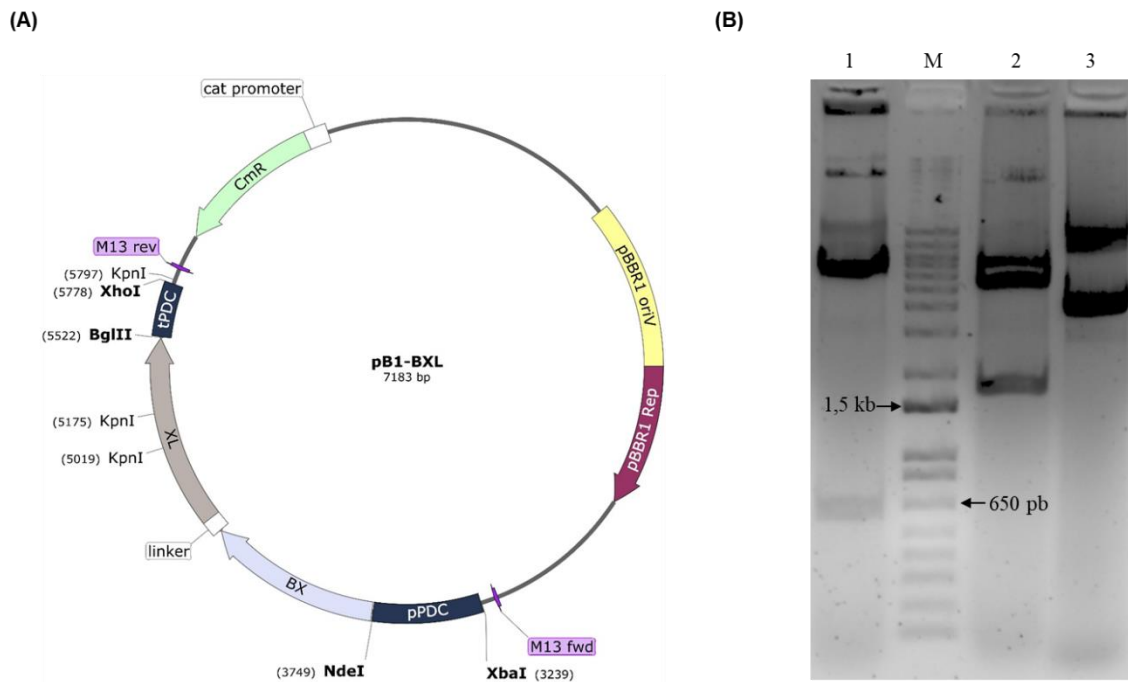 (A)
cat promoter
CmR
M13 rev
(5797) KpnI
(5778) XhoI
tPDC
(5522) BglII
(5175) KpnI
XL
(5019) KpnI
linker
BX
(3749) NdeI
pPDC
XbaI (3239)
M13 fwd
pBBR1 Rep
pBBR1 oriV
pB1-BXL
7183 bp
(B)
1 M 2 3
1,5 kb
650 pb